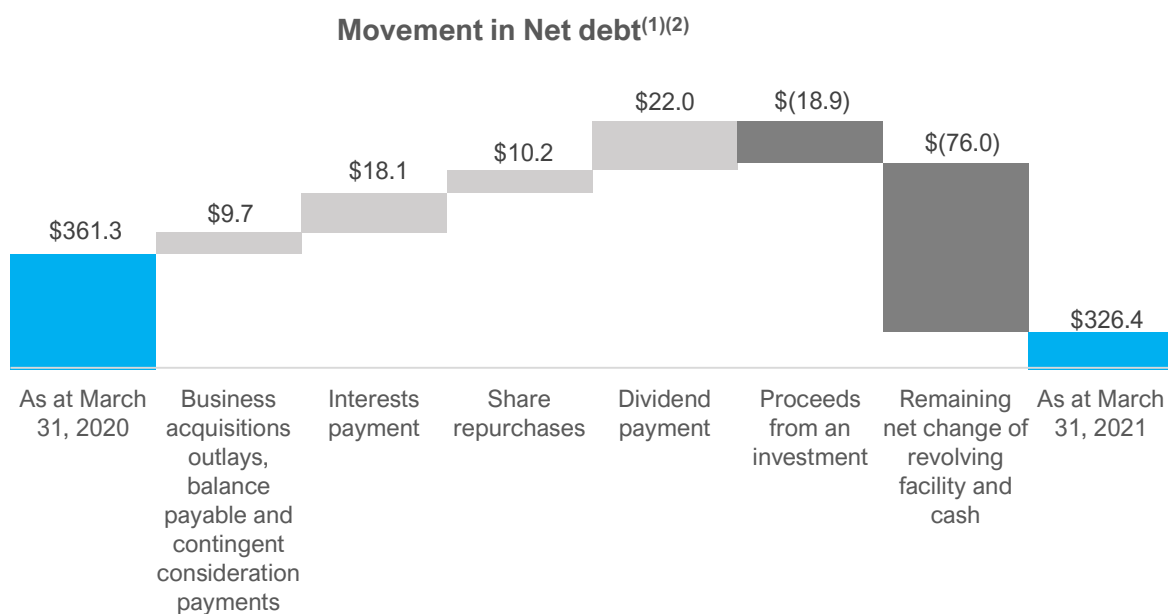 Movement in Net debt(1)(2)
$361.3
$9.7
$18.1
$10.2
$22.0
$(18.9)
$(76.0)
$326.4
As at March
31, 2020
Business
acquisitions
outlays,
balance
payable and
contingent
consideration
payments
Interests
payment
Share
repurchases
Dividend
payment
Proceeds
from an
investment
Remaining
net change of
revolving
facility and
cash
As at March
31, 2021